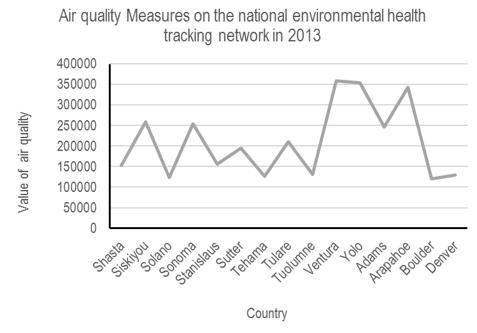 Air quality Measures on the national environmental health
tracking network in 2013
400000
350000
300000
250000
200000
150000
100000
50000
0
Value of air quality
Shasta
Siskiyou
Solano
Sonoma
Stanislaus
Sutter
Tehama
Tulare
Tuolumne
Ventura
Yolo
Adams
Arapahoe
Boulder
Denver
Country